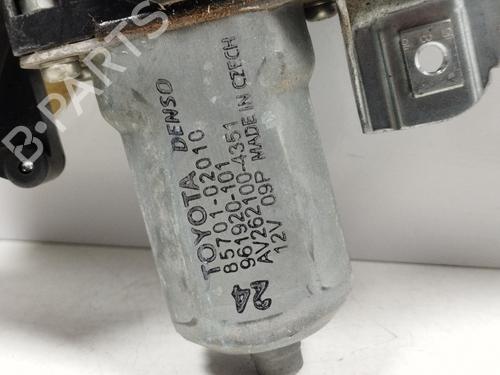 TOYOTA DENSO
85701-02010
961920-101
AV262100-4351
12V 09P MADE IN CZECH
24
B-PARTS